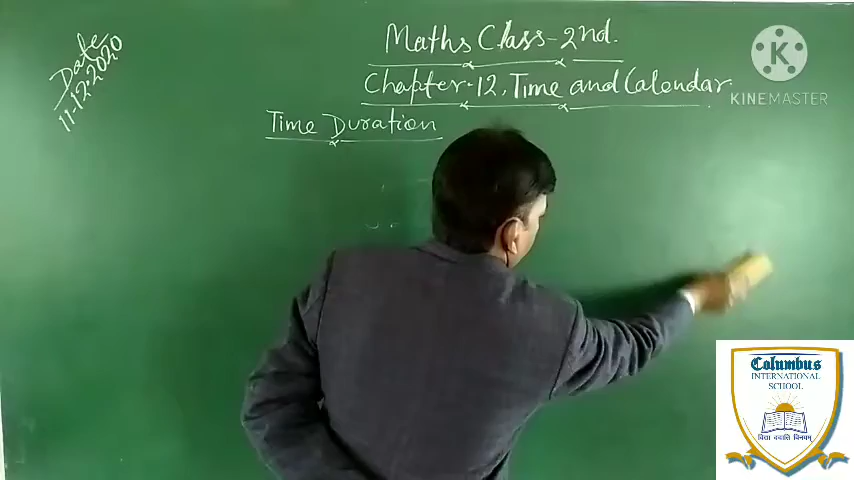 Date
11.12.2020
Maths Class-2nd.
Chapter-12, Time and Calendar.
Time Duration
K
KINEMASTER
Columbus
INTERNATIONAL
SCHOOL